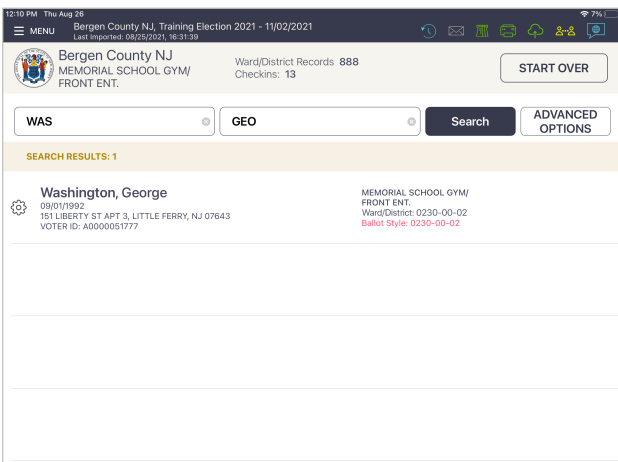 12:10 PM Thu Aug 26
7%
MENU
Bergen County NJ, Training Election 2021 - 11/02/2021
Last Imported: 08/25/2021, 16:31:39
Bergen County NJ
MEMORIAL SCHOOL GYM/
FRONT ENT.
Ward/District Records 888
Checkins: 13
START OVER
WAS
GEO
Search
ADVANCED
OPTIONS
SEARCH RESULTS: 1
Washington, George
09/01/1992
151 LIBERTY ST APT 3, LITTLE FERRY, NJ 07643
VOTER ID: A0000051777
MEMORIAL SCHOOL GYM/
FRONT ENT.
Ward/District: 0230-00-02
Ballot Style: 0230-00-02